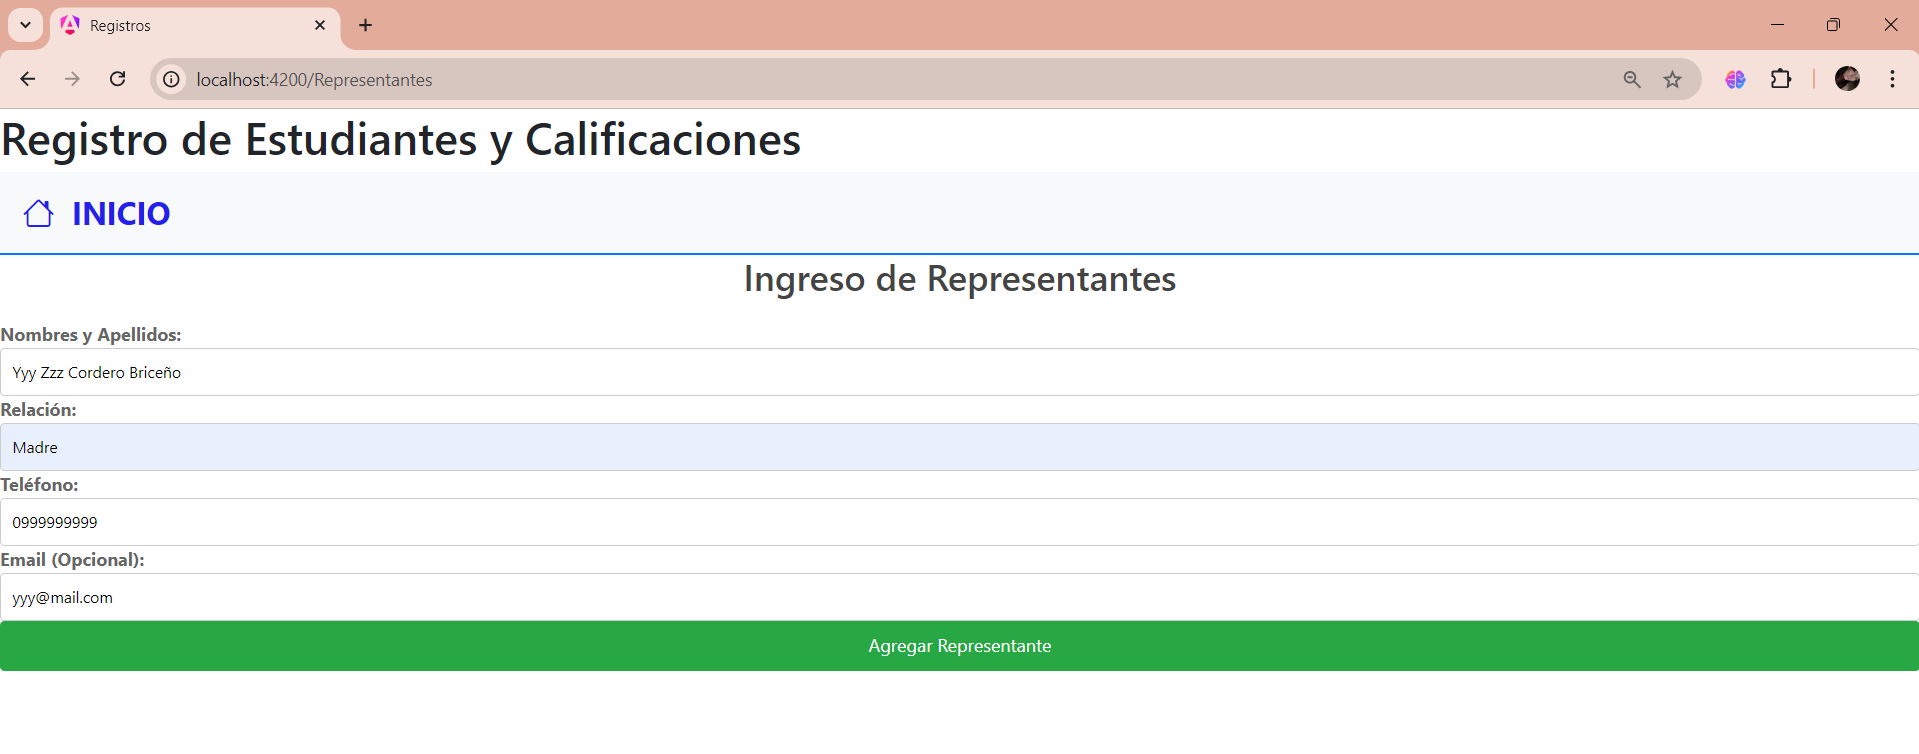 Registros
localhost:4200/Representantes
Registro de Estudiantes y Calificaciones
INICIO
Ingreso de Representantes
Nombres y Apellidos:
Yyy Zzz Cordero Briceño
Relación:
Madre
Teléfono:
0999999999
Email (Opcional):
yyy@mail.com
Agregar Representante